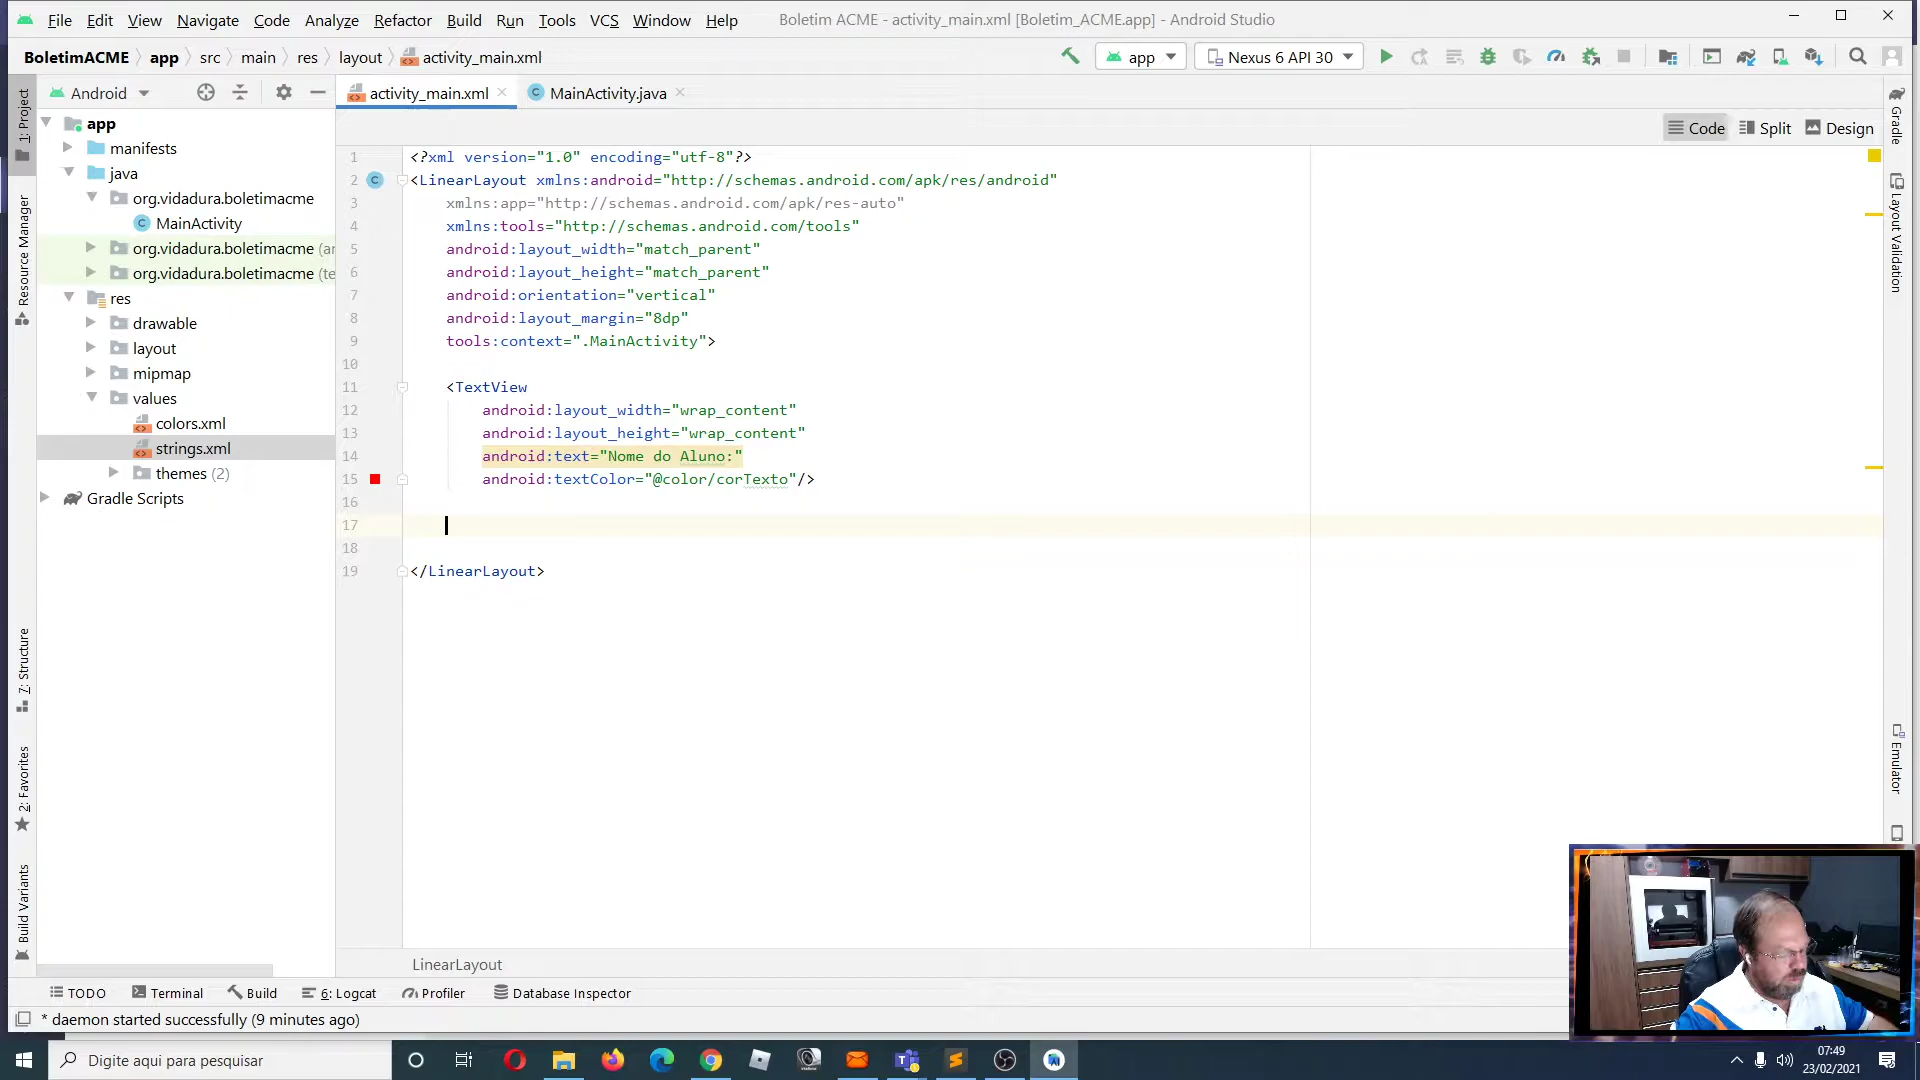 File Edit View Navigate Code Analyze Refactor Build Run Tools VCS Window Help Boletim ACME - activity_main.xml [Boletim_ACME.app] - Android Studio
BoletimACME app src main res layout activity_main.xml app Nexus 6 API 30
Android activity_main.xml MainActivity.java
Code Split Design
1: Project
Resource Manager
7: Structure
2: Favorites
Build Variants
app
manifests
java
org.vidadura.boletimacme
MainActivity
org.vidadura.boletimacme (ar
org.vidadura.boletimacme (te
res
drawable
layout
mipmap
values
colors.xml
strings.xml
themes (2)
Gradle Scripts
1 <?xml version="1.0" encoding="utf-8"?>
2 <LinearLayout xmlns:android="http://schemas.android.com/apk/res/android"
3 xmlns:app="http://schemas.android.com/apk/res-auto"
4 xmlns:tools="http://schemas.android.com/tools"
5 android:layout_width="match_parent"
6 android:layout_height="match_parent"
7 android:orientation="vertical"
8 android:layout_margin="8dp"
9 tools:context=".MainActivity">
10
11 <TextView
12 android:layout_width="wrap_content"
13 android:layout_height="wrap_content"
14 android:text="Nome do Aluno:"
15 android:textColor="@color/corTexto"/>
16
17
18
19 </LinearLayout>
Gradle
Layout Validation
Emulator
LinearLayout
TODO Terminal Build 6: Logcat Profiler Database Inspector
* daemon started successfully (9 minutes ago)
Digite aqui para pesquisar
07:49
23/02/2021